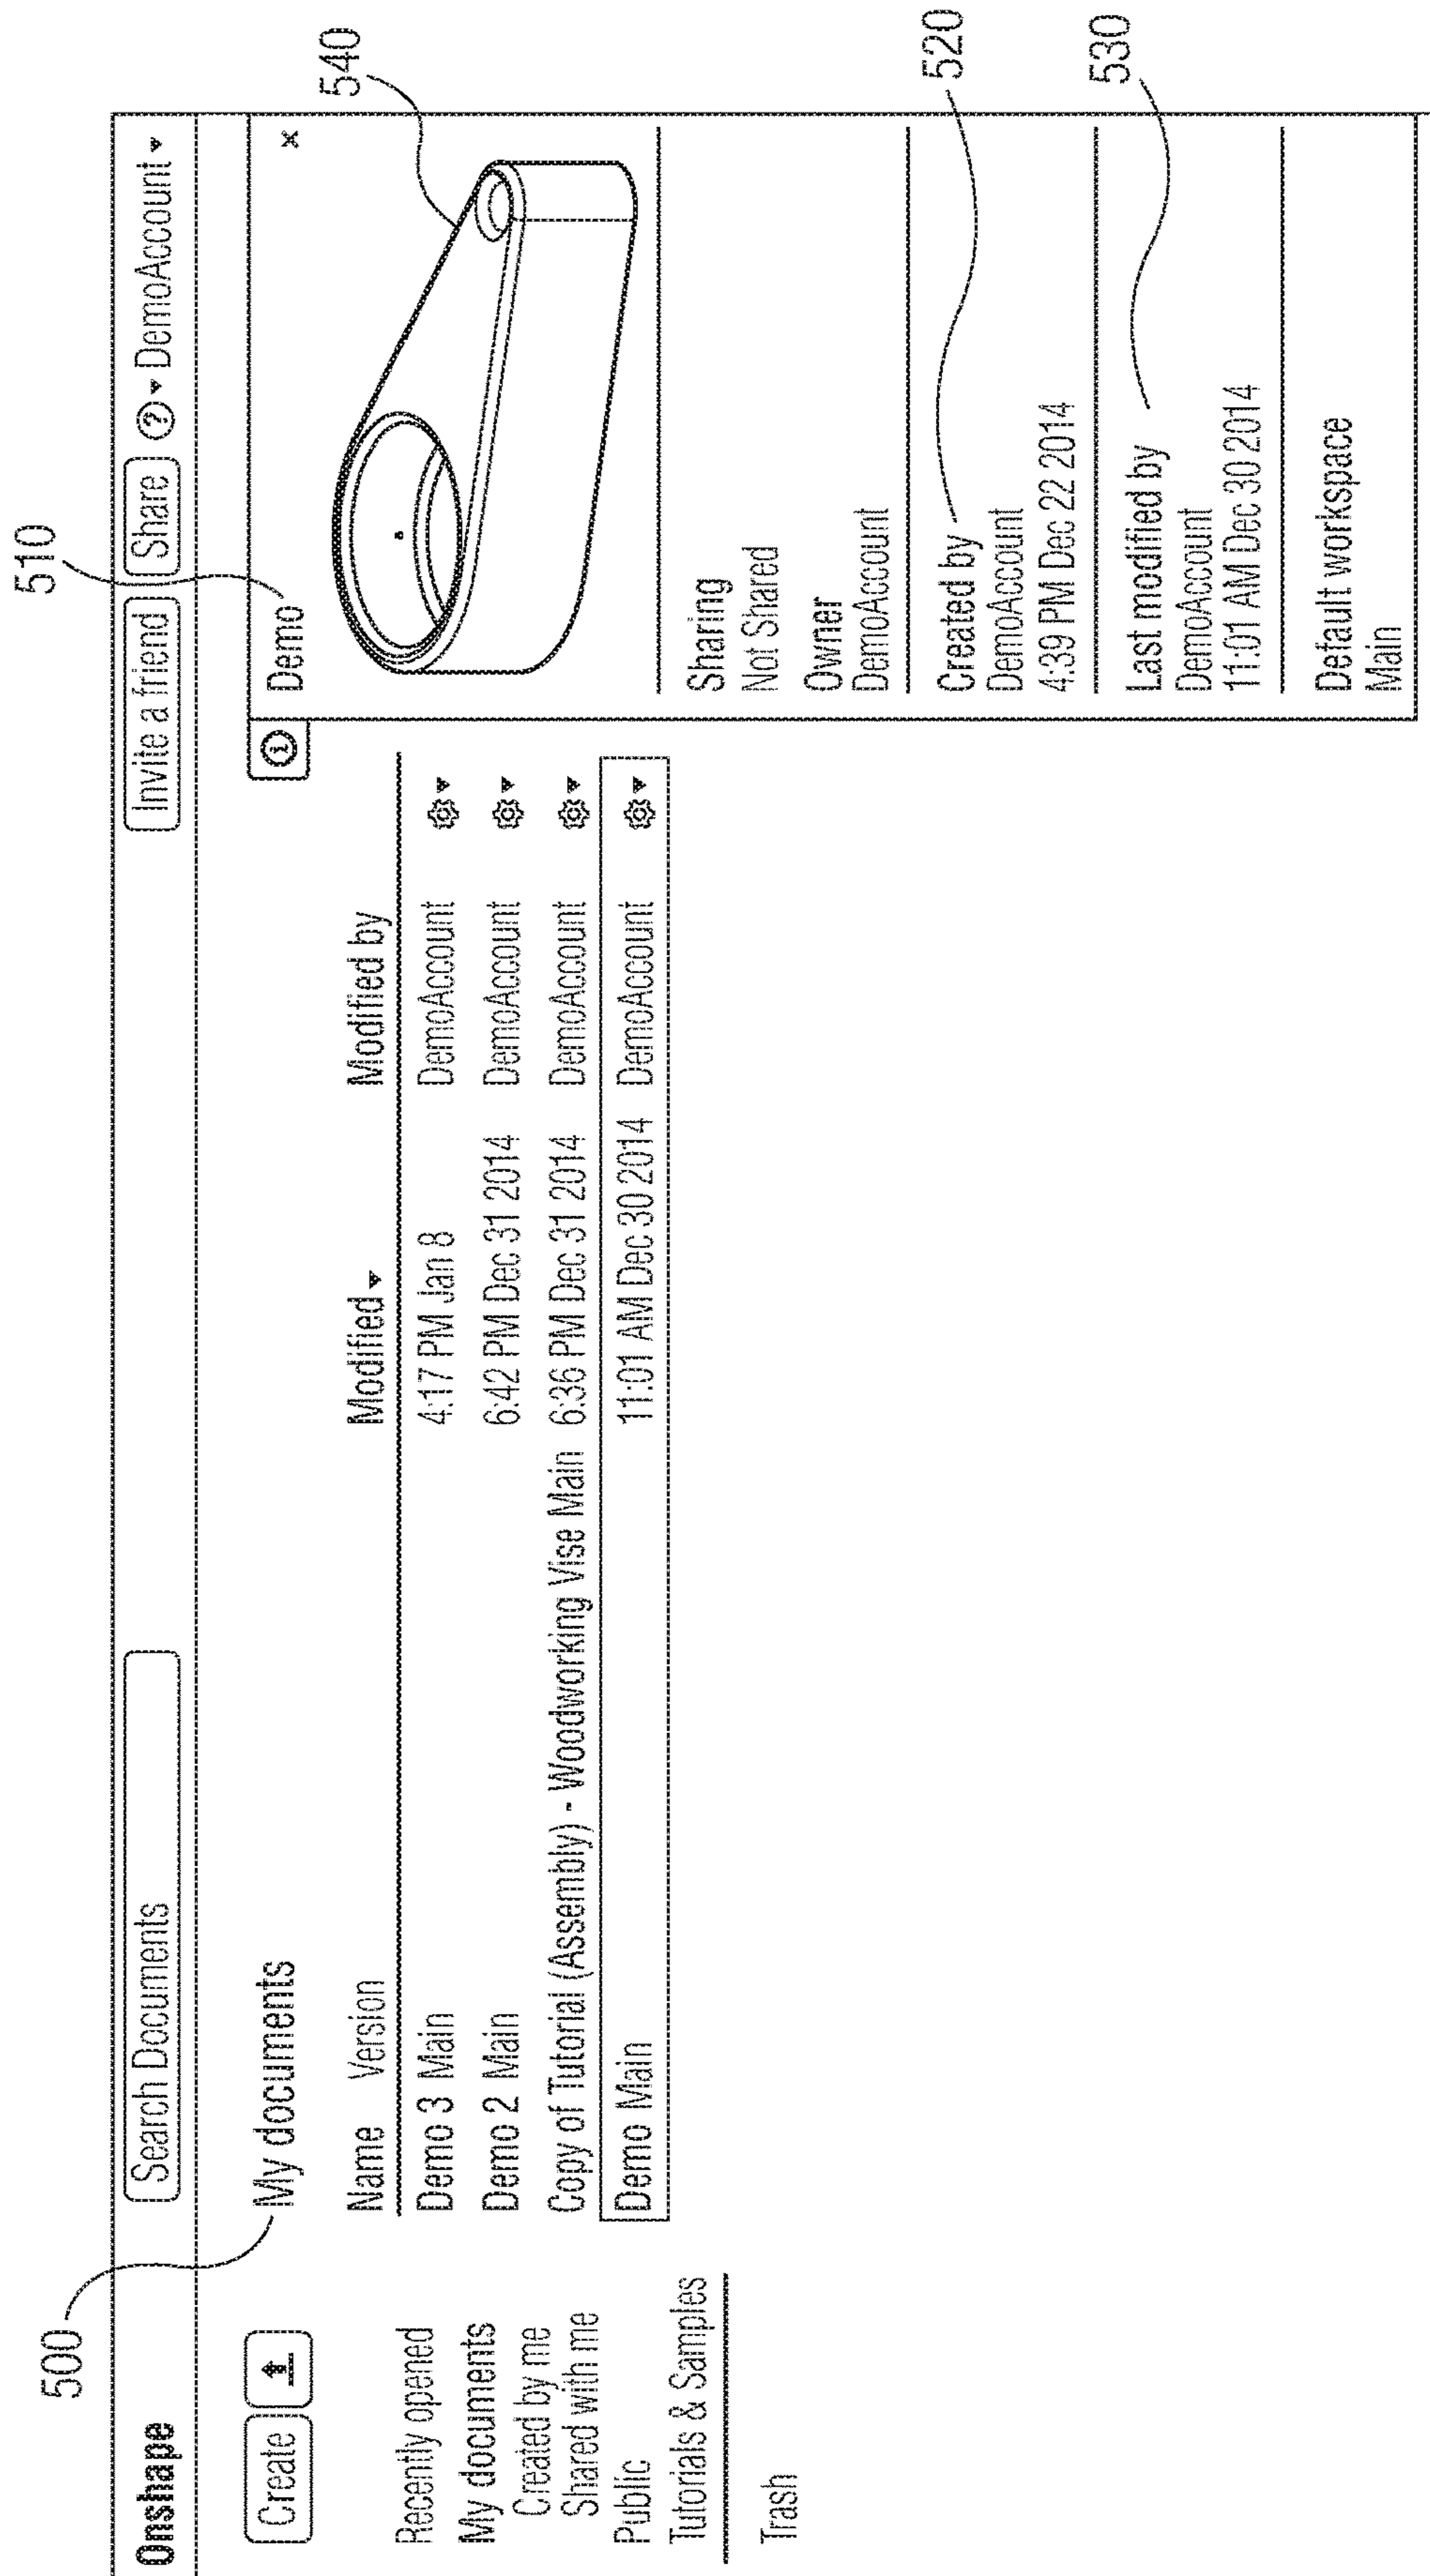 500
510
Onshape
Search Documents
Invite a friend
Share
? DemoAccount
Create
Recently opened
My documents
Created by me
Shared with me
Public
Tutorials & Samples
Trash
My documents
Name Version Modified Modified by
Demo 3 Main 4:17 PM Jan 8 DemoAccount
Demo 2 Main 6:42 PM Dec 31 2014 DemoAccount
Copy of Tutorial (Assembly) - Woodworking Vise Main 6:36 PM Dec 31 2014 DemoAccount
Demo Main 11:01 AM Dec 30 2014 DemoAccount
i
Demo x
540
Sharing
Not Shared
Owner
DemoAccount
Created by
DemoAccount
4:39 PM Dec 22 2014
520
Last modified by
DemoAccount
11:01 AM Dec 30 2014
530
Default workspace
Main